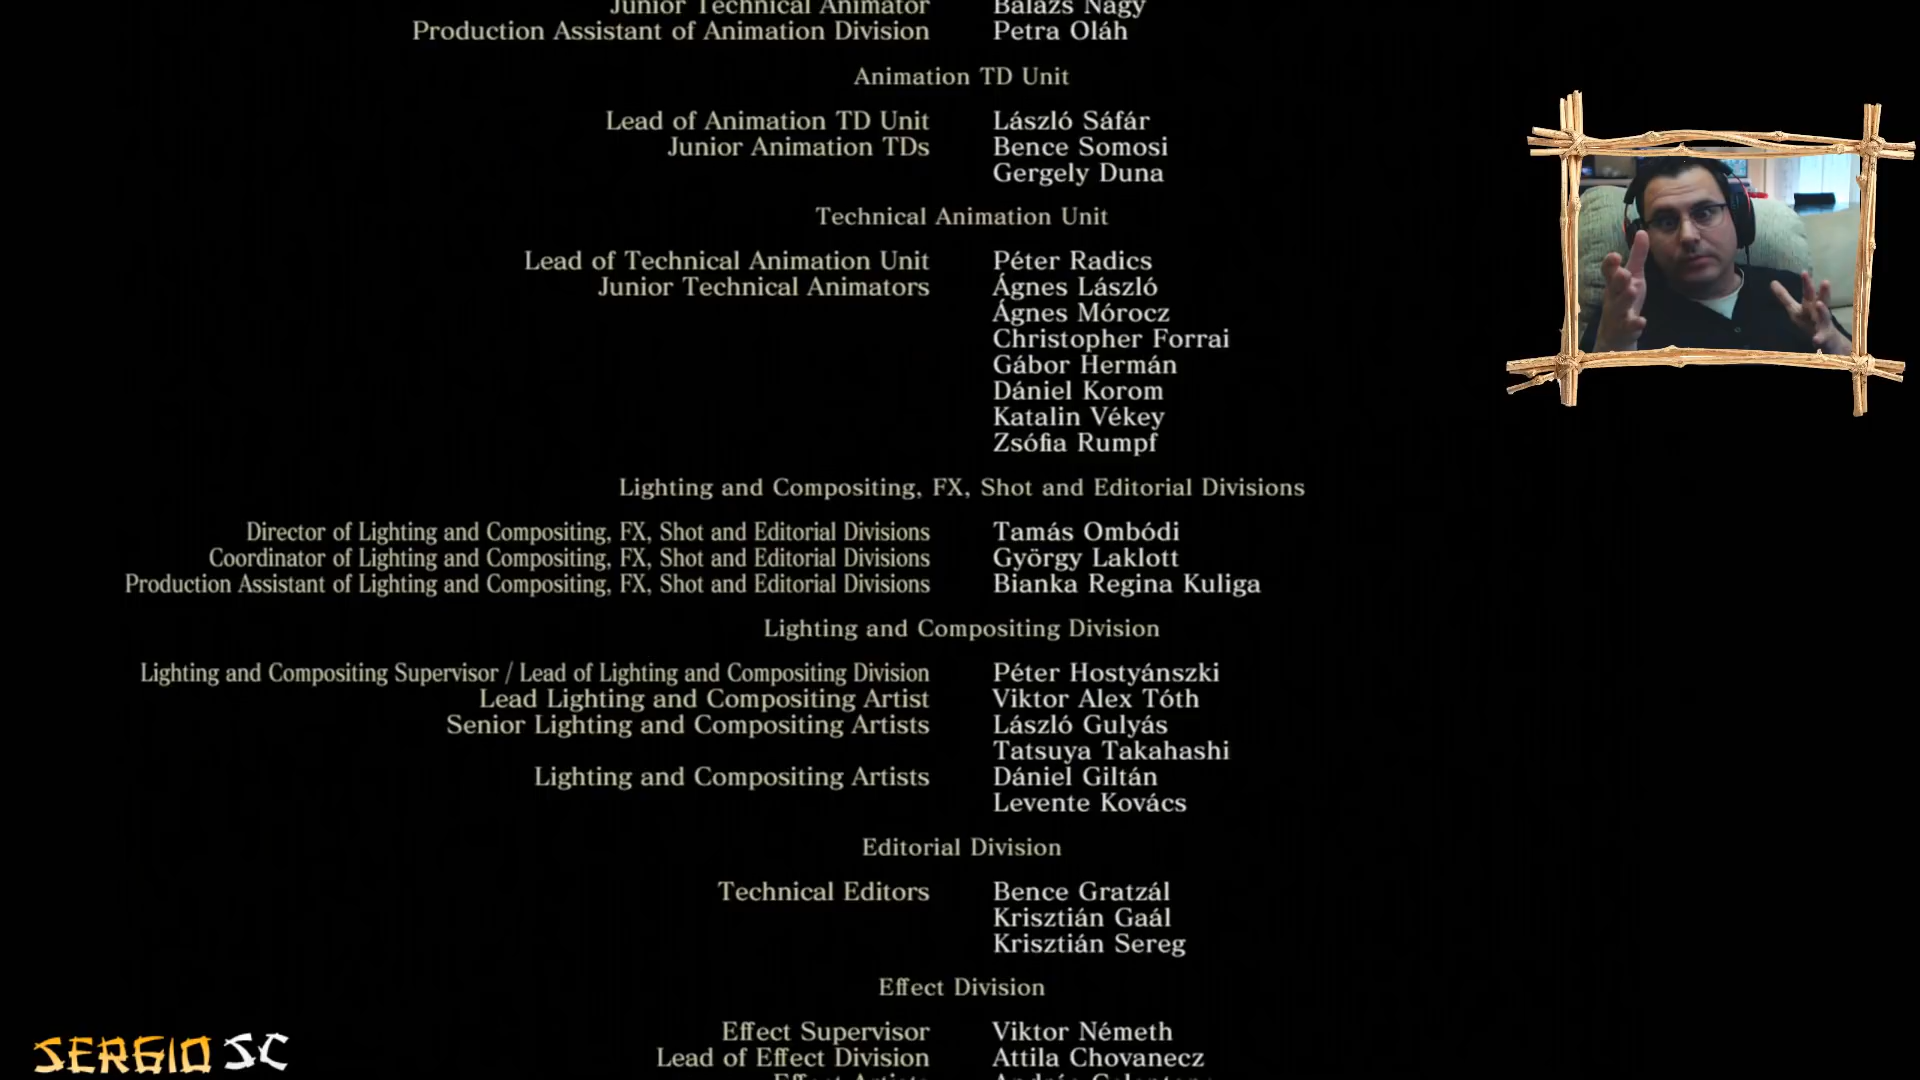 Junior Technical Animator Balázs Nagy
Production Assistant of Animation Division Petra Oláh
Animation TD Unit
Lead of Animation TD Unit László Sáfár
Junior Animation TDs Bence Somosi
Gergely Duna
Technical Animation Unit
Lead of Technical Animation Unit Péter Radics
Junior Technical Animators Ágnes László
Ágnes Mórocz
Christopher Forrai
Gábor Hermán
Dániel Korom
Katalin Vékey
Zsófia Rumpf
Lighting and Compositing, FX, Shot and Editorial Divisions
Director of Lighting and Compositing, FX, Shot and Editorial Divisions Tamás Ombódi
Coordinator of Lighting and Compositing, FX, Shot and Editorial Divisions György Laklott
Production Assistant of Lighting and Compositing, FX, Shot and Editorial Divisions Bianka Regina Kuliga
Lighting and Compositing Division
Lighting and Compositing Supervisor / Lead of Lighting and Compositing Division Péter Hostyánszki
Lead Lighting and Compositing Artist Viktor Alex Tóth
Senior Lighting and Compositing Artists László Gulyás
Tatsuya Takahashi
Lighting and Compositing Artists Dániel Giltán
Levente Kovács
Editorial Division
Technical Editors Bence Gratzál
Krisztián Gaál
Krisztián Sereg
Effect Division
Effect Supervisor Viktor Németh
Lead of Effect Division Attila Chovanecz
SERGIO SC